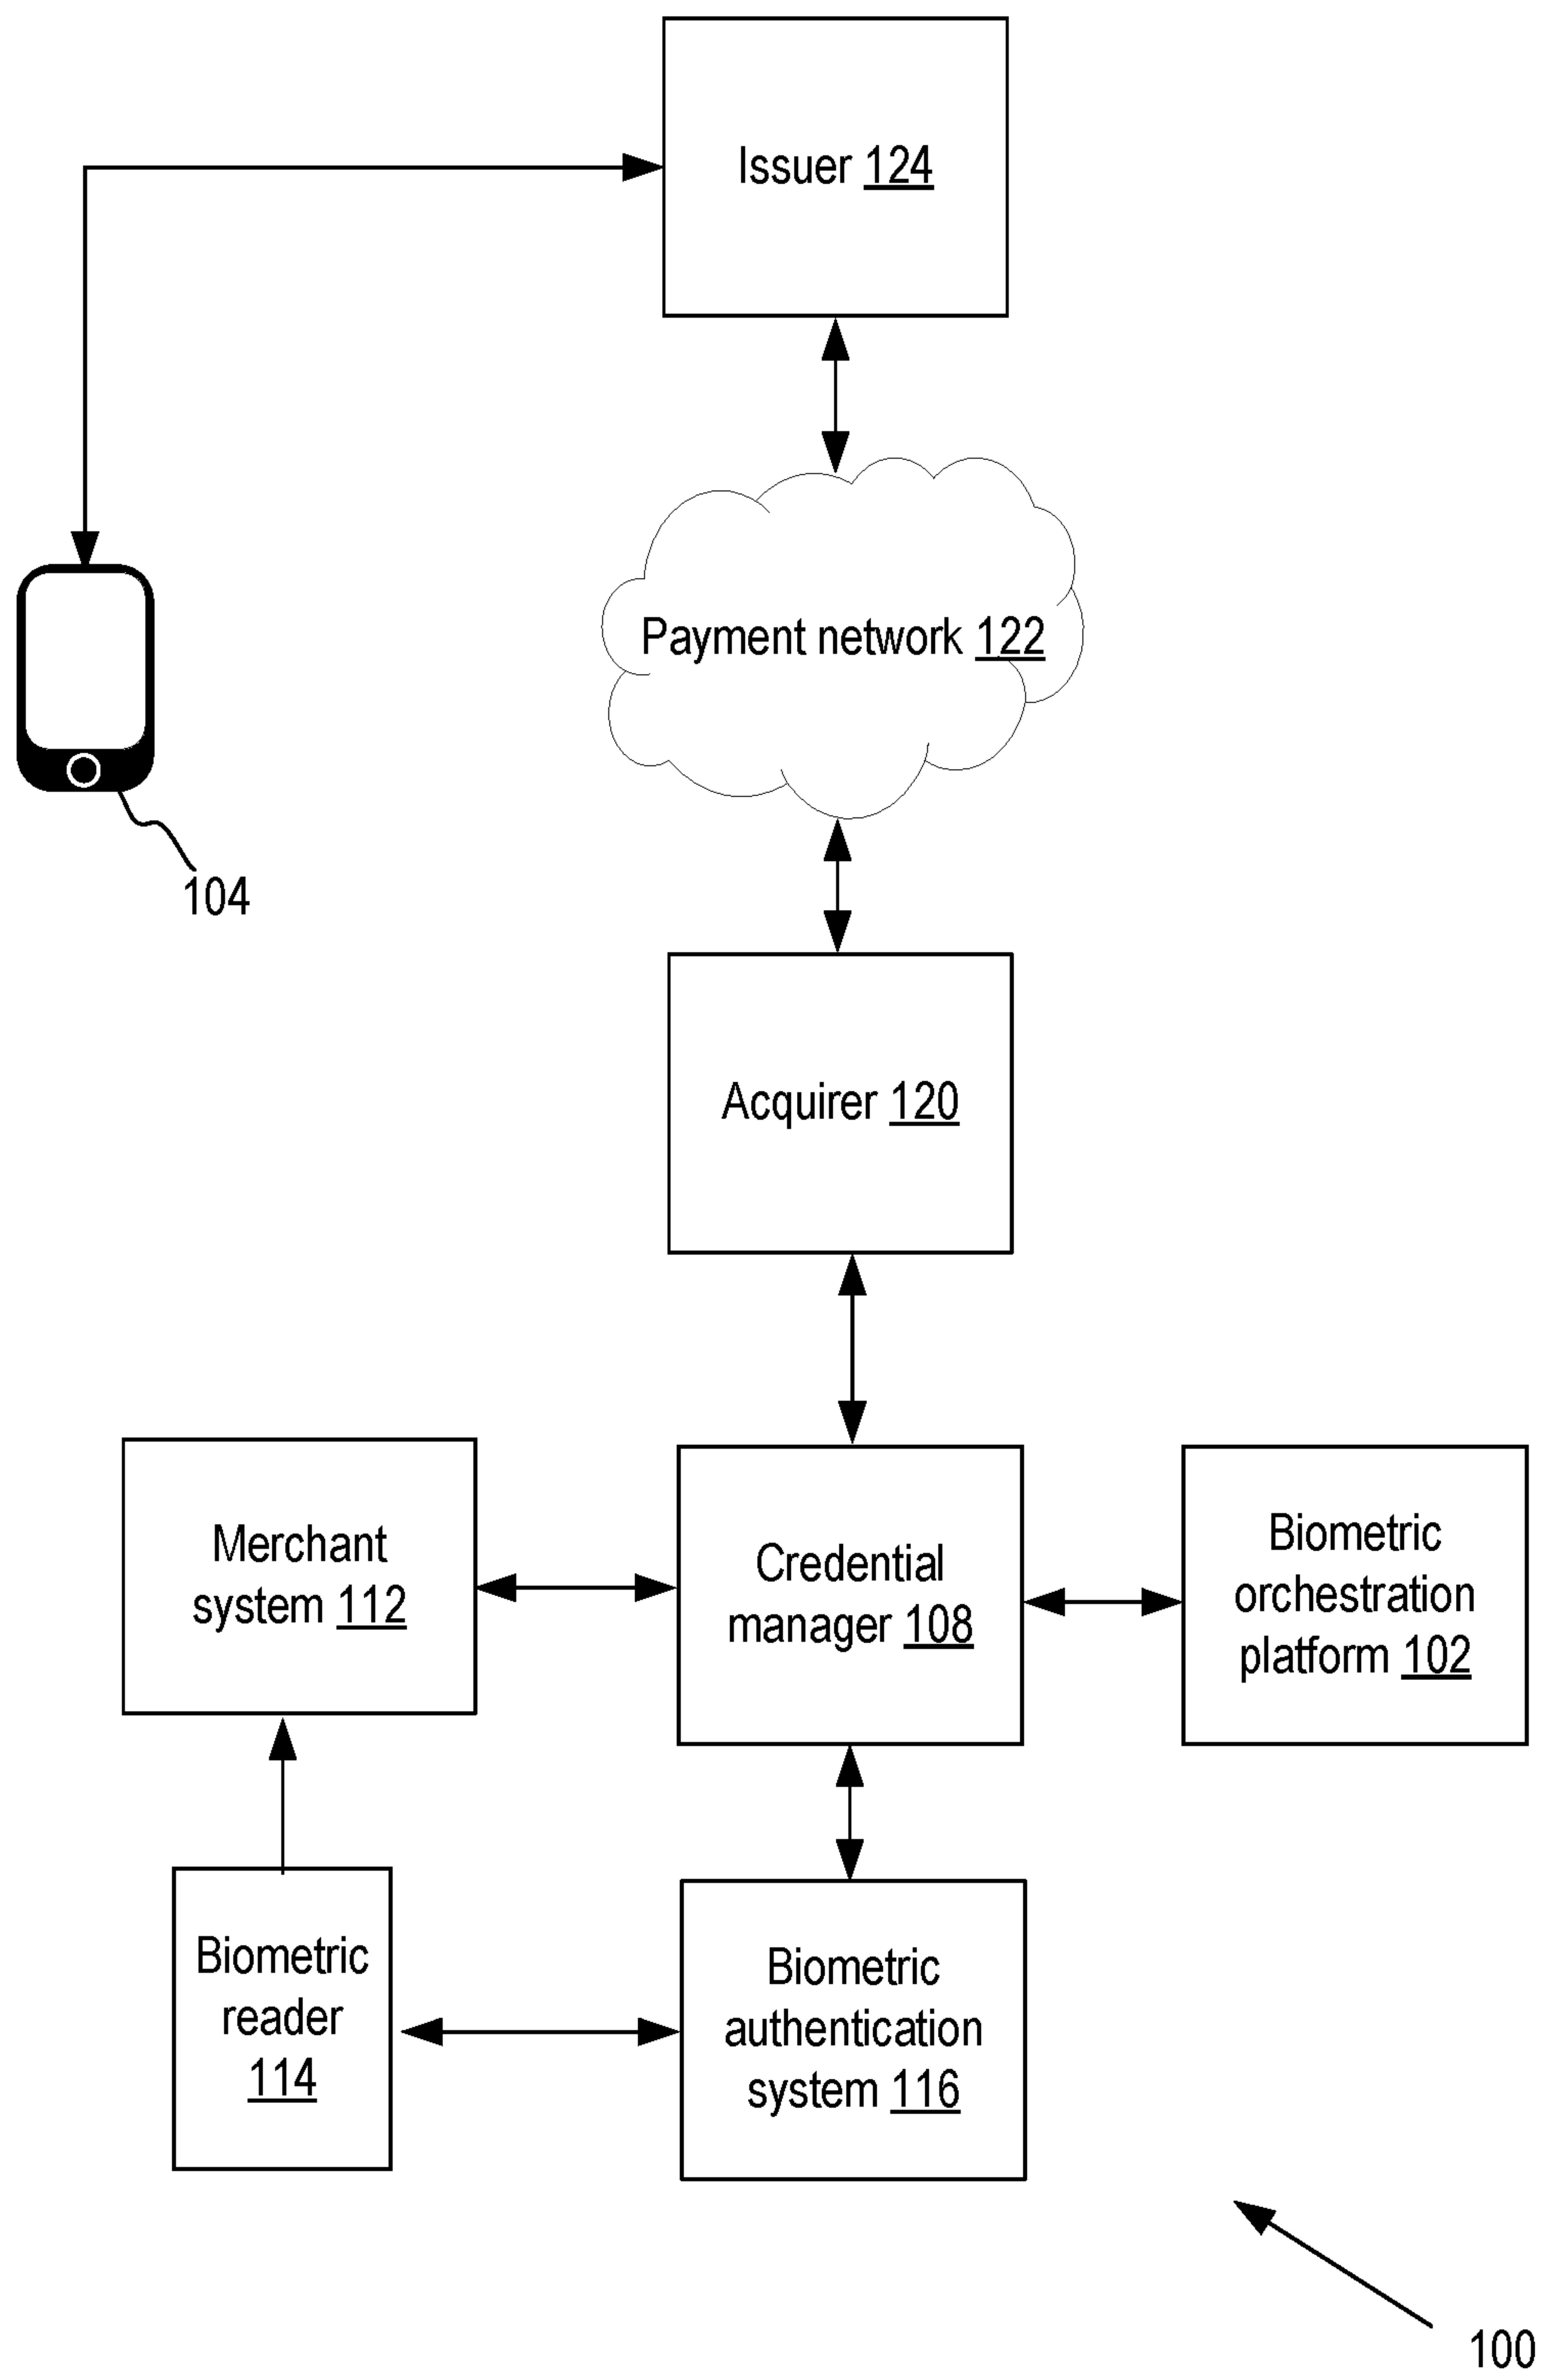 Issuer 124
Payment network 122
104
Acquirer 120
Merchant
system 112
Credential
manager 108
Biometric
orchestration
platform 102
Biometric
reader
114
Biometric
authentication
system 116
100